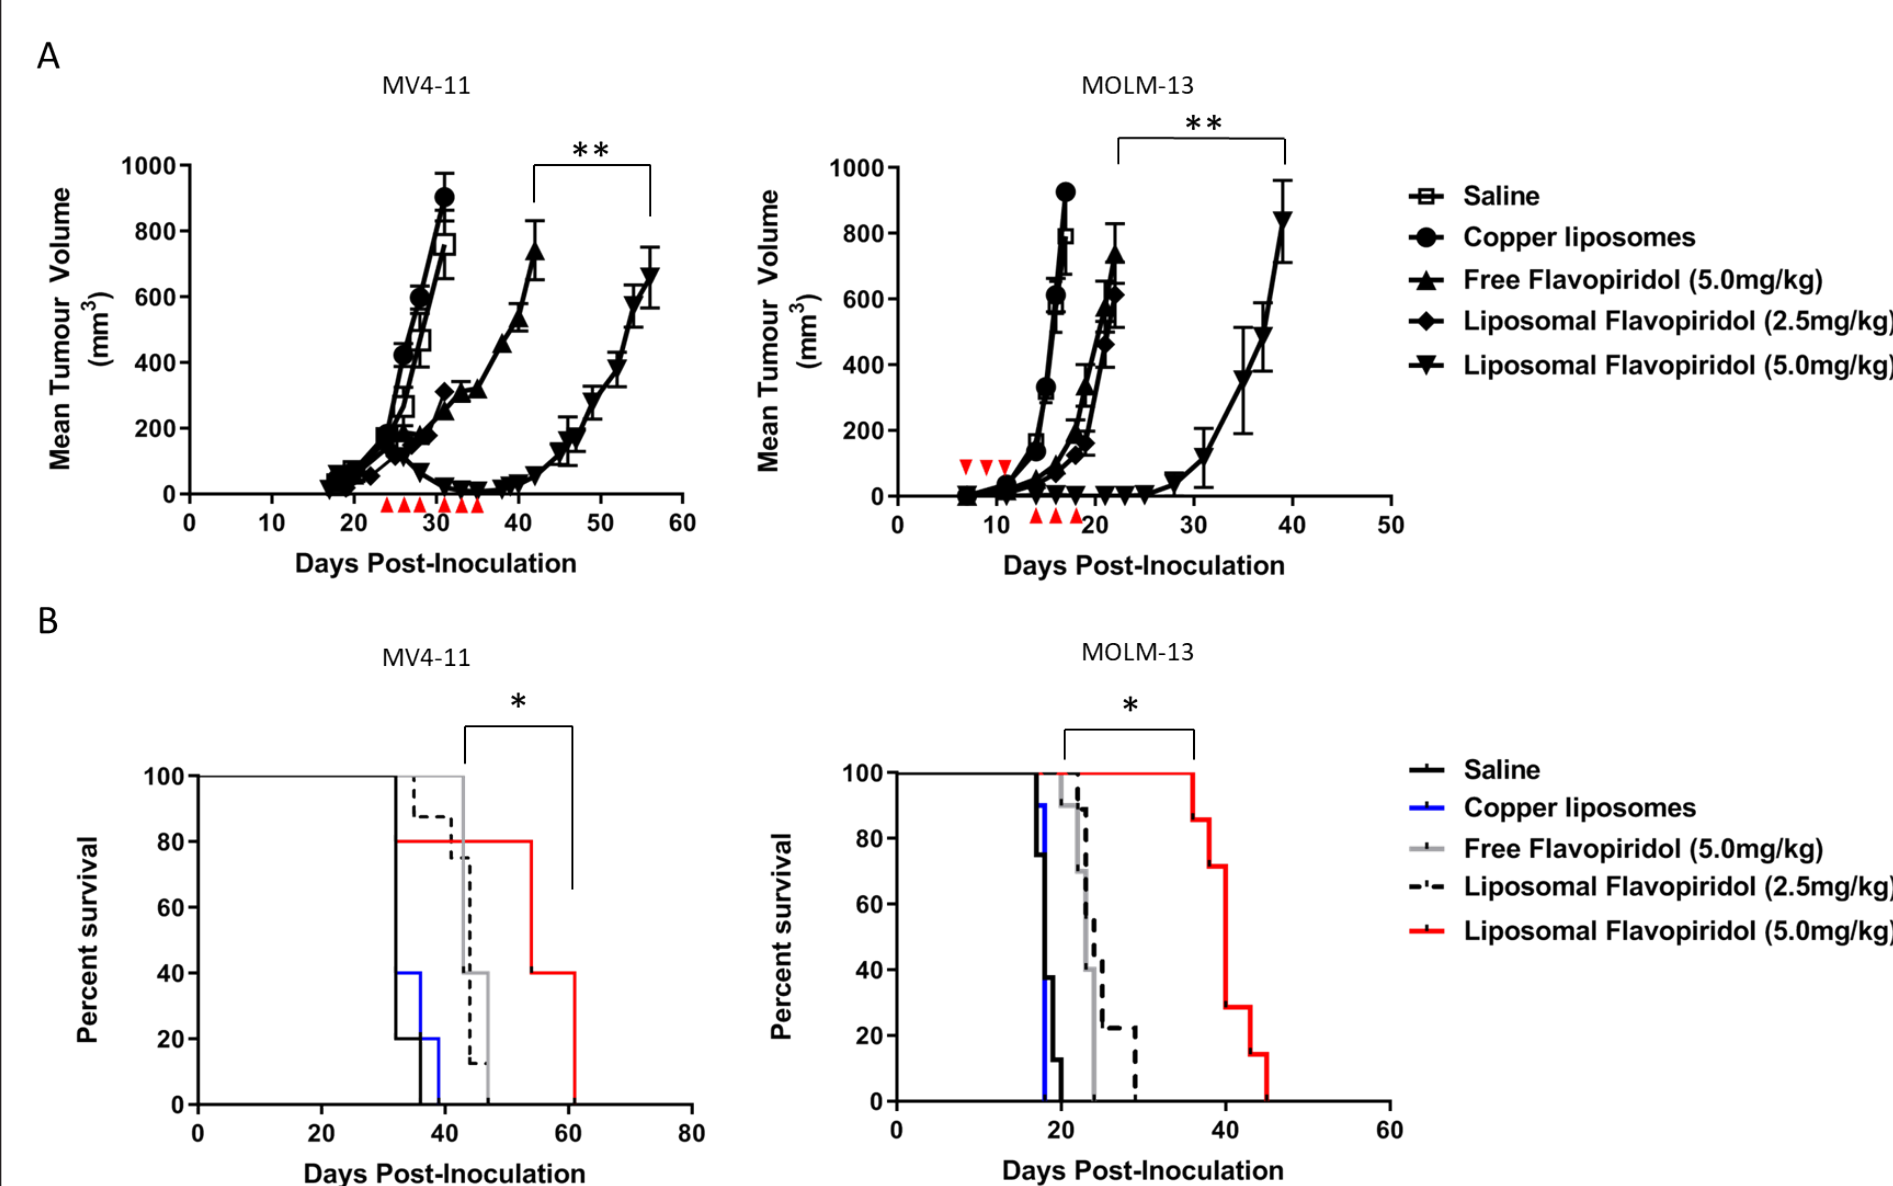 A
MV4-11
MOLM-13
**
**
1000
800
600
400
200
0
Mean Tumour Volume
(mm3)
0 10 20 30 40 50 60
Days Post-Inoculation
1000
800
600
400
200
0
Mean Tumour Volume
(mm3)
0 10 20 30 40 50
Days Post-Inoculation
Saline
Copper liposomes
Free Flavopiridol (5.0mg/kg)
Liposomal Flavopiridol (2.5mg/kg)
Liposomal Flavopiridol (5.0mg/kg)
B
MV4-11
MOLM-13
*
*
100
80
60
40
20
0
Percent survival
0 20 40 60 80
Days Post-Inoculation
100
80
60
40
20
0
Percent survival
0 20 40 60
Days Post-Inoculation
Saline
Copper liposomes
Free Flavopiridol (5.0mg/kg)
Liposomal Flavopiridol (2.5mg/kg)
Liposomal Flavopiridol (5.0mg/kg)